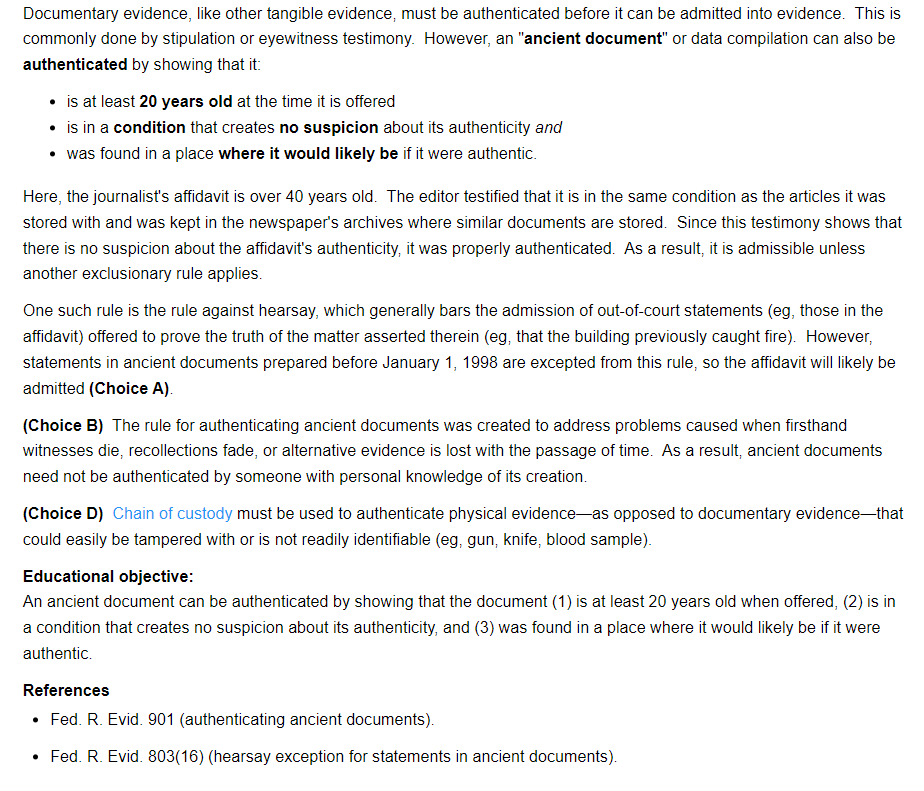 Documentary evidence, like other tangible evidence, must be authenticated before it can be admitted into evidence.  This is
commonly done by stipulation or eyewitness testimony.  However, an "ancient document" or data compilation can also be
authenticated by showing that it:
• is at least 20 years old at the time it is offered
• is in a condition that creates no suspicion about its authenticity and
• was found in a place where it would likely be if it were authentic.
Here, the journalist's affidavit is over 40 years old.  The editor testified that it is in the same condition as the articles it was
stored with and was kept in the newspaper's archives where similar documents are stored.  Since this testimony shows that
there is no suspicion about the affidavit's authenticity, it was properly authenticated.  As a result, it is admissible unless
another exclusionary rule applies.
One such rule is the rule against hearsay, which generally bars the admission of out-of-court statements (eg, those in the
affidavit) offered to prove the truth of the matter asserted therein (eg, that the building previously caught fire).  However,
statements in ancient documents prepared before January 1, 1998 are excepted from this rule, so the affidavit will likely be
admitted (Choice A).
(Choice B)  The rule for authenticating ancient documents was created to address problems caused when firsthand
witnesses die, recollections fade, or alternative evidence is lost with the passage of time.  As a result, ancient documents
need not be authenticated by someone with personal knowledge of its creation.
(Choice D)  Chain of custody must be used to authenticate physical evidence—as opposed to documentary evidence—that
could easily be tampered with or is not readily identifiable (eg, gun, knife, blood sample).
Educational objective:
An ancient document can be authenticated by showing that the document (1) is at least 20 years old when offered, (2) is in
a condition that creates no suspicion about its authenticity, and (3) was found in a place where it would likely be if it were
authentic.
References
• Fed. R. Evid. 901 (authenticating ancient documents).
• Fed. R. Evid. 803(16) (hearsay exception for statements in ancient documents).